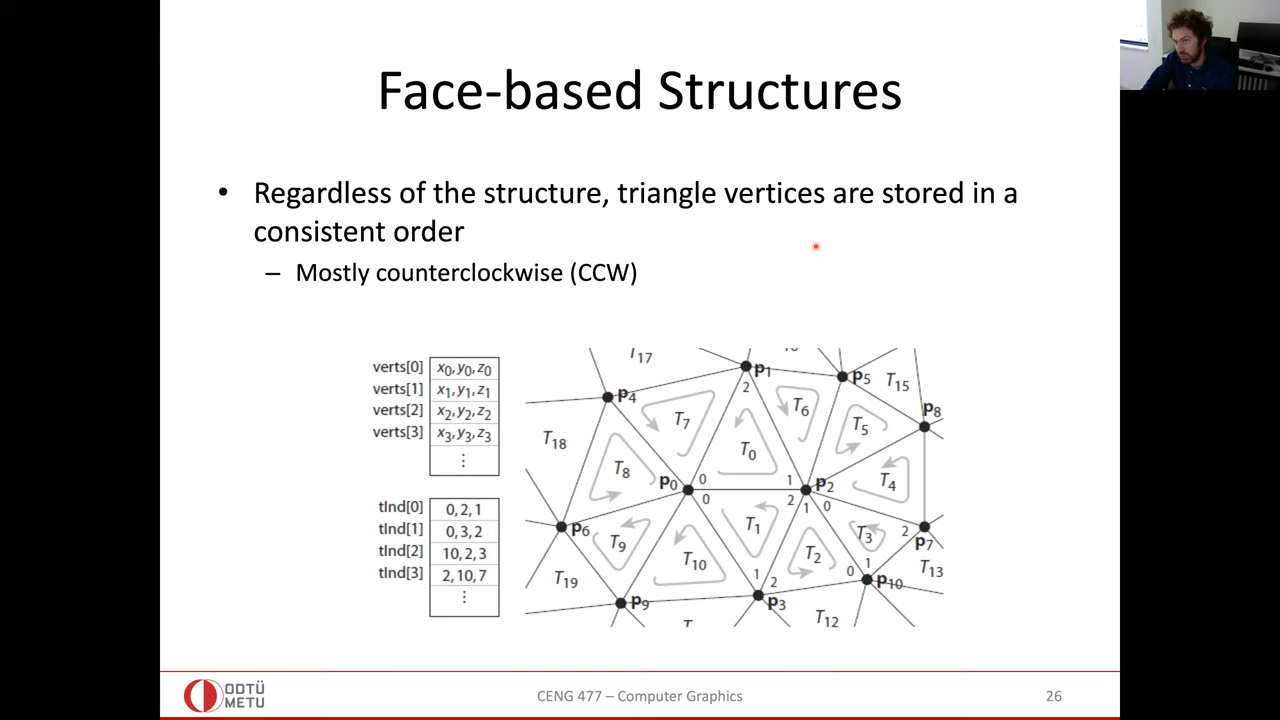 Face-based Structures
• Regardless of the structure, triangle vertices are stored in a
consistent order
– Mostly counterclockwise (CCW)
verts[0] x0,y0,z0
verts[1] x1,y1,z1
verts[2] x2,y2,z2
verts[3] x3,y3,z3
⋮
tInd[0] 0,2,1
tInd[1] 0,3,2
tInd[2] 10,2,3
tInd[3] 2,10,7
⋮
T17
p1
p5
T15
p4
2
T6
p8
T7
T5
T18
T0
T8
p0
0
1
p2
T4
0
2
1
0
p6
T1
T3
2
p7
T9
T10
T2
T19
1
2
0
1
p10
T13
p9
p3
T12
ODTÜ
METU
CENG 477 – Computer Graphics
26